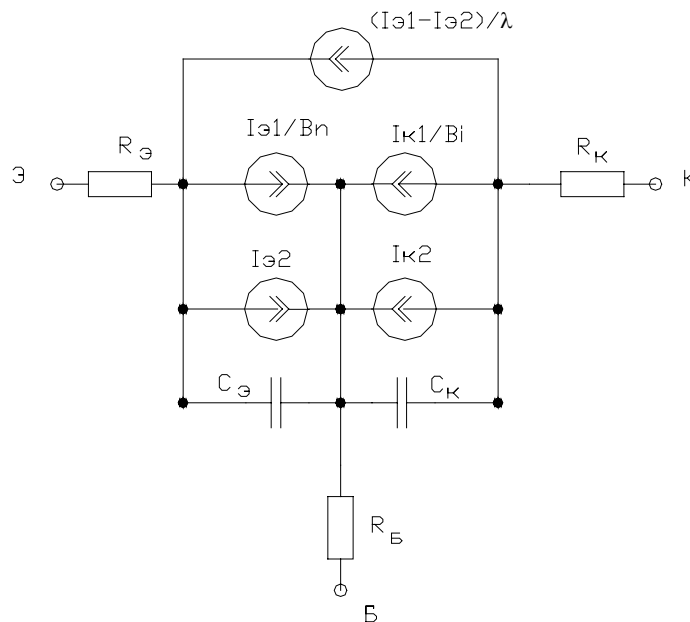 (Iэ1-Iэ2)/λ
Iэ1/Bn
Iк1/Bi
Rэ
Rк
Э
К
Iэ2
Iк2
Cэ
Cк
RБ
Б